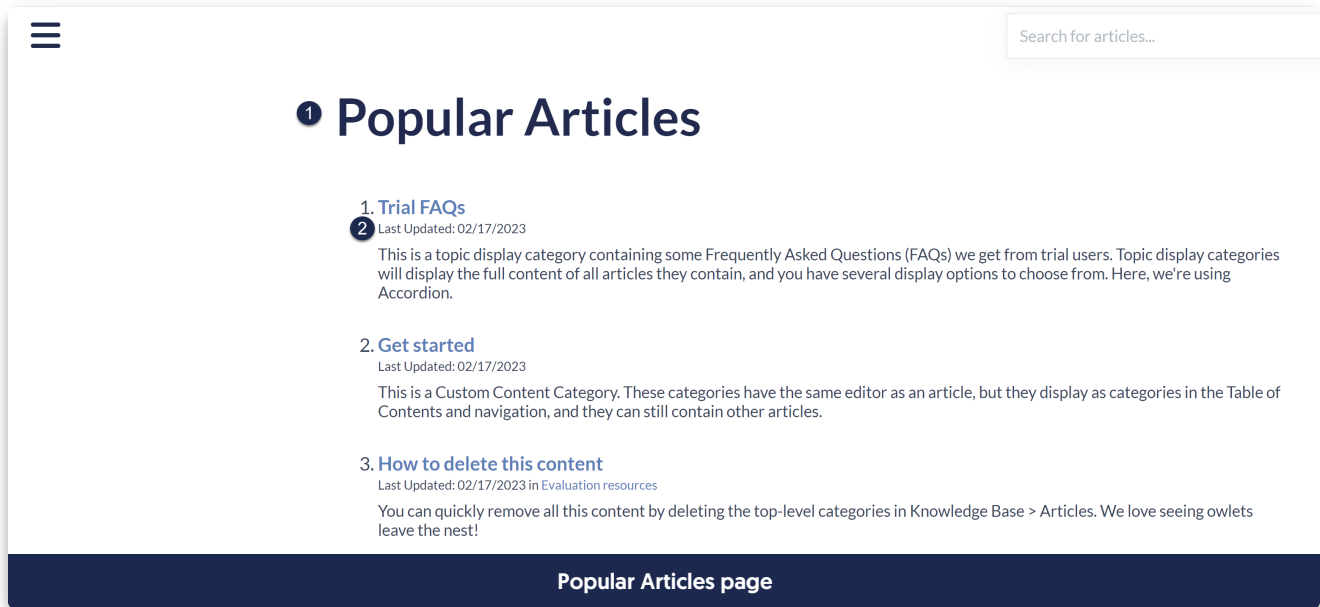 Search for articles...
1 Popular Articles
1. Trial FAQs
2 Last Updated: 02/17/2023
This is a topic display category containing some Frequently Asked Questions (FAQs) we get from trial users. Topic display categories
will display the full content of all articles they contain, and you have several display options to choose from. Here, we're using
Accordion.
2. Get started
Last Updated: 02/17/2023
This is a Custom Content Category. These categories have the same editor as an article, but they display as categories in the Table of
Contents and navigation, and they can still contain other articles.
3. How to delete this content
Last Updated: 02/17/2023 in Evaluation resources
You can quickly remove all this content by deleting the top-level categories in Knowledge Base > Articles. We love seeing owlets
leave the nest!
Popular Articles page